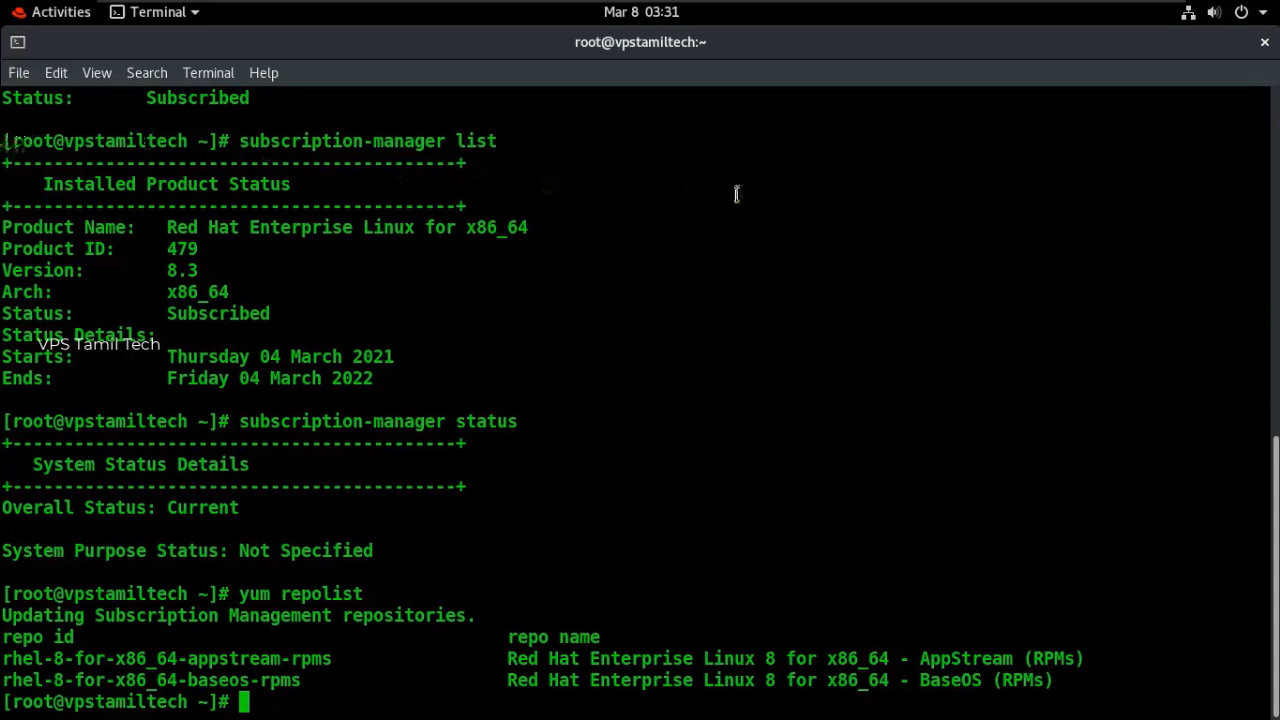 Activities Terminal Mar 8 03:31
root@vpstamiltech:~ ×
File Edit View Search Terminal Help
Status: Subscribed
[root@vpstamiltech ~]# subscription-manager list
+-------------------------------------------+
Installed Product Status
+-------------------------------------------+
Product Name: Red Hat Enterprise Linux for x86_64
Product ID: 479
Version: 8.3
Arch: x86_64
Status: Subscribed
Status Details:
VPS Tamil Tech
Starts: Thursday 04 March 2021
Ends: Friday 04 March 2022
[root@vpstamiltech ~]# subscription-manager status
+-------------------------------------------+
System Status Details
+-------------------------------------------+
Overall Status: Current
System Purpose Status: Not Specified
[root@vpstamiltech ~]# yum repolist
Updating Subscription Management repositories.
repo id repo name
rhel-8-for-x86_64-appstream-rpms Red Hat Enterprise Linux 8 for x86_64 - AppStream (RPMs)
rhel-8-for-x86_64-baseos-rpms Red Hat Enterprise Linux 8 for x86_64 - BaseOS (RPMs)
[root@vpstamiltech ~]#